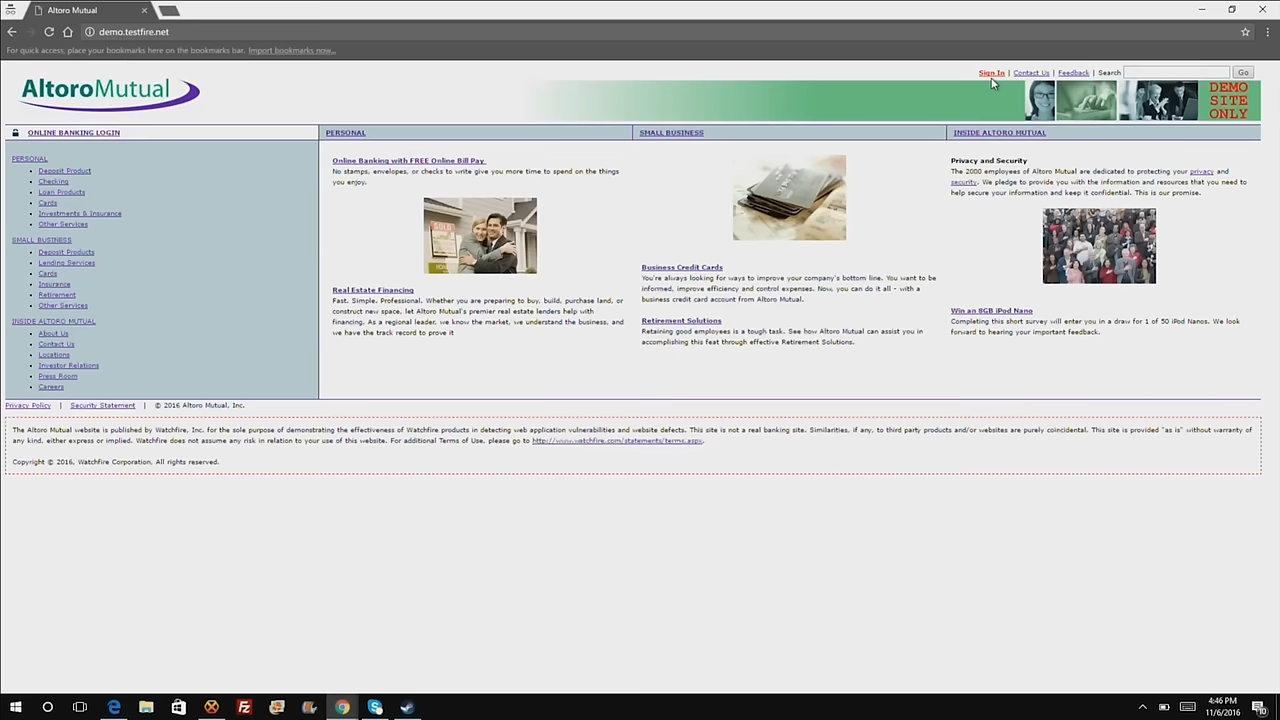 Altoro Mutual
demo.testfire.net
For quick access, place your bookmarks here on the bookmarks bar. Import bookmarks now...
Sign In | Contact Us | Feedback | Search Go
AltoroMutual
DEMO
SITE
ONLY
ONLINE BANKING LOGIN
PERSONAL
SMALL BUSINESS
INSIDE ALTORO MUTUAL
PERSONAL
Deposit Product
Checking
Loan Products
Cards
Investments & Insurance
Other Services
SMALL BUSINESS
Deposit Products
Lending Services
Cards
Insurance
Retirement
Other Services
INSIDE ALTORO MUTUAL
About Us
Contact Us
Locations
Investor Relations
Press Room
Careers
Online Banking with FREE Online Bill Pay
No stamps, envelopes, or checks to write give you more time to spend on the things
you enjoy.
SOLD
Real Estate Financing
Fast. Simple. Professional. Whether you are preparing to buy, build, purchase land, or
construct new space, let Altoro Mutual's premier real estate lenders help with
financing. As a regional leader, we know the market, we understand the business, and
we have the track record to prove it
Business Credit Cards
You're always looking for ways to improve your company's bottom line. You want to be
informed, improve efficiency and control expenses. Now, you can do it all - with a
business credit card account from Altoro Mutual.
Retirement Solutions
Retaining good employees is a tough task. See how Altoro Mutual can assist you in
accomplishing this feat through effective Retirement Solutions.
Privacy and Security
The 2000 employees of Altoro Mutual are dedicated to protecting your privacy and
security. We pledge to provide you with the information and resources that you need to
help secure your information and keep it confidential. This is our promise.
Win an 8GB iPod Nano
Completing this short survey will enter you in a draw for 1 of 50 iPod Nanos. We look
forward to hearing your important feedback.
Privacy Policy | Security Statement | © 2016 Altoro Mutual, Inc.
The Altoro Mutual website is published by Watchfire, Inc. for the sole purpose of demonstrating the effectiveness of Watchfire products in detecting web application vulnerabilities and website defects. This site is not a real banking site. Similarities, if any, to third party products and/or websites are purely coincidental. This site is provided "as is" without warranty
of any kind, either express or implied. Watchfire does not assume any risk in relation to your use of this website. For additional Terms of Use, please go to http://www.watchfire.com/statements/terms.aspx.
Copyright © 2016, Watchfire Corporation, All rights reserved.
4:46 PM
11/6/2016
10